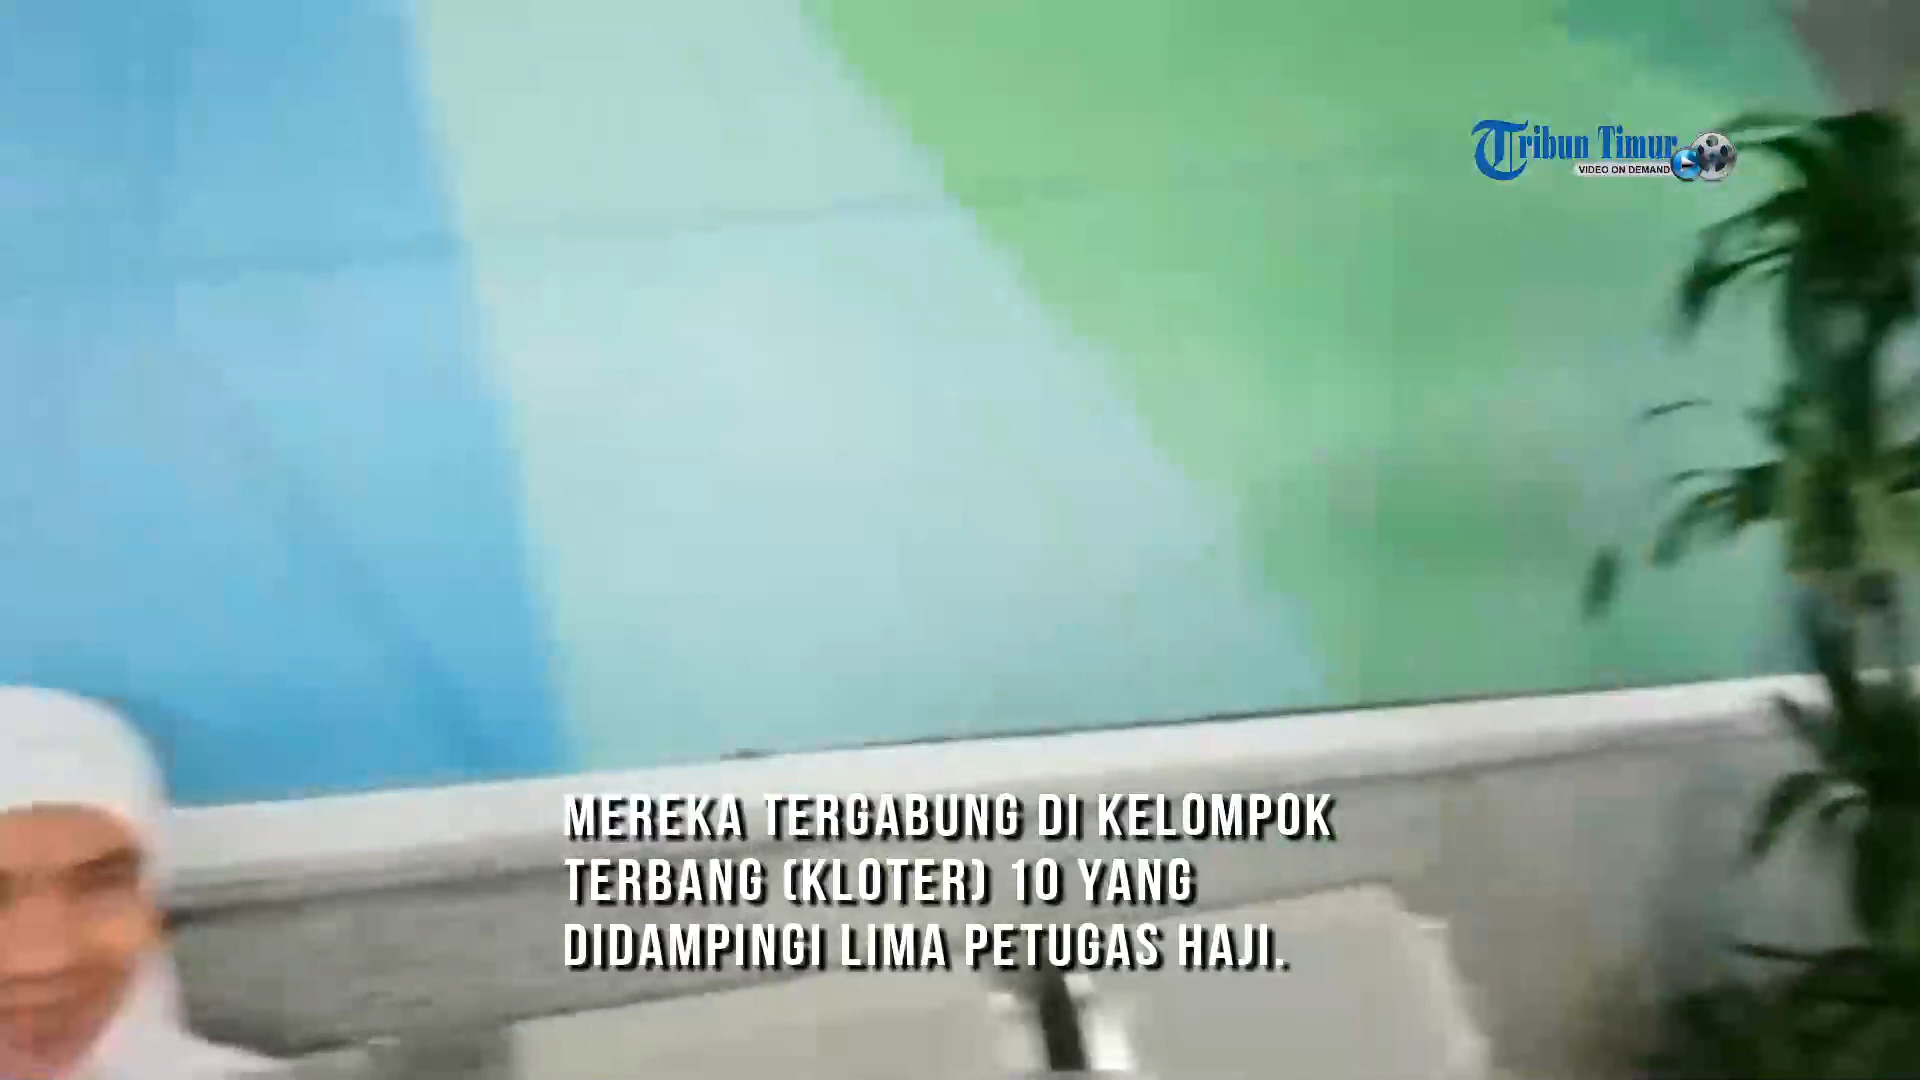 Tribun Timur
VIDEO ON DEMAND
MEREKA TERGABUNG DI KELOMPOK
TERBANG (KLOTER) 10 YANG
DIDAMPINGI LIMA PETUGAS HAJI.